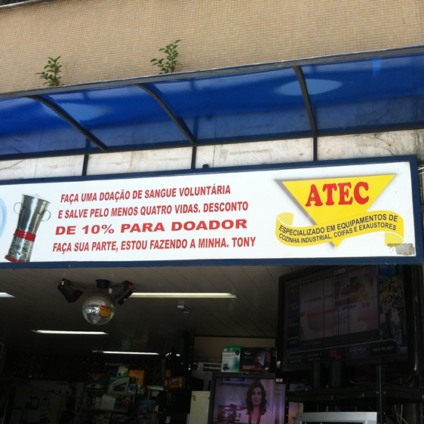 FAÇA UMA DOAÇÃO DE SANGUE VOLUNTÁRIA
E SALVE PELO MENOS QUATRO VIDAS. DESCONTO
DE 10% PARA DOADOR
FAÇA SUA PARTE, ESTOU FAZENDO A MINHA. TONY
ATEC
ESPECIALIZADO EM EQUIPAMENTOS DE
COZINHA INDUSTRIAL, COIFAS E EXAUSTORES